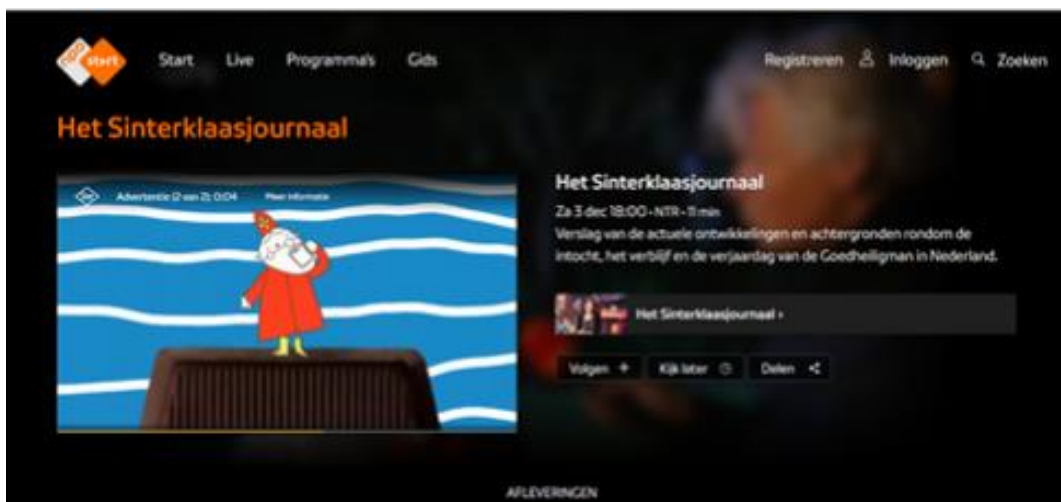 npo start
Start Live Programma's Gids
Registreren Inloggen Zoeken
Het Sinterklaasjournaal
Advertentie (2 van 2): 0:04 Meer informatie
Het Sinterklaasjournaal
Za 3 dec 18:00 • NTR • 11 min
Verslag van de actuele ontwikkelingen en achtergronden rondom de
intocht, het verblijf en de verjaardag van de Goedheiligman in Nederland.
Het Sinterklaasjournaal ›
Volgen + Kijk later Delen
AFLEVERINGEN